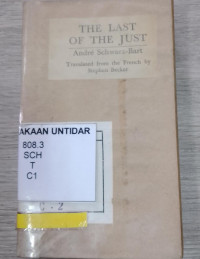 THE LAST
OF THE JUST
André Schwarz-Bart
Translated from the French by
Stephen Becker
AKAAN UNTIDAR
808.3
SCH
T
C1
C - 2